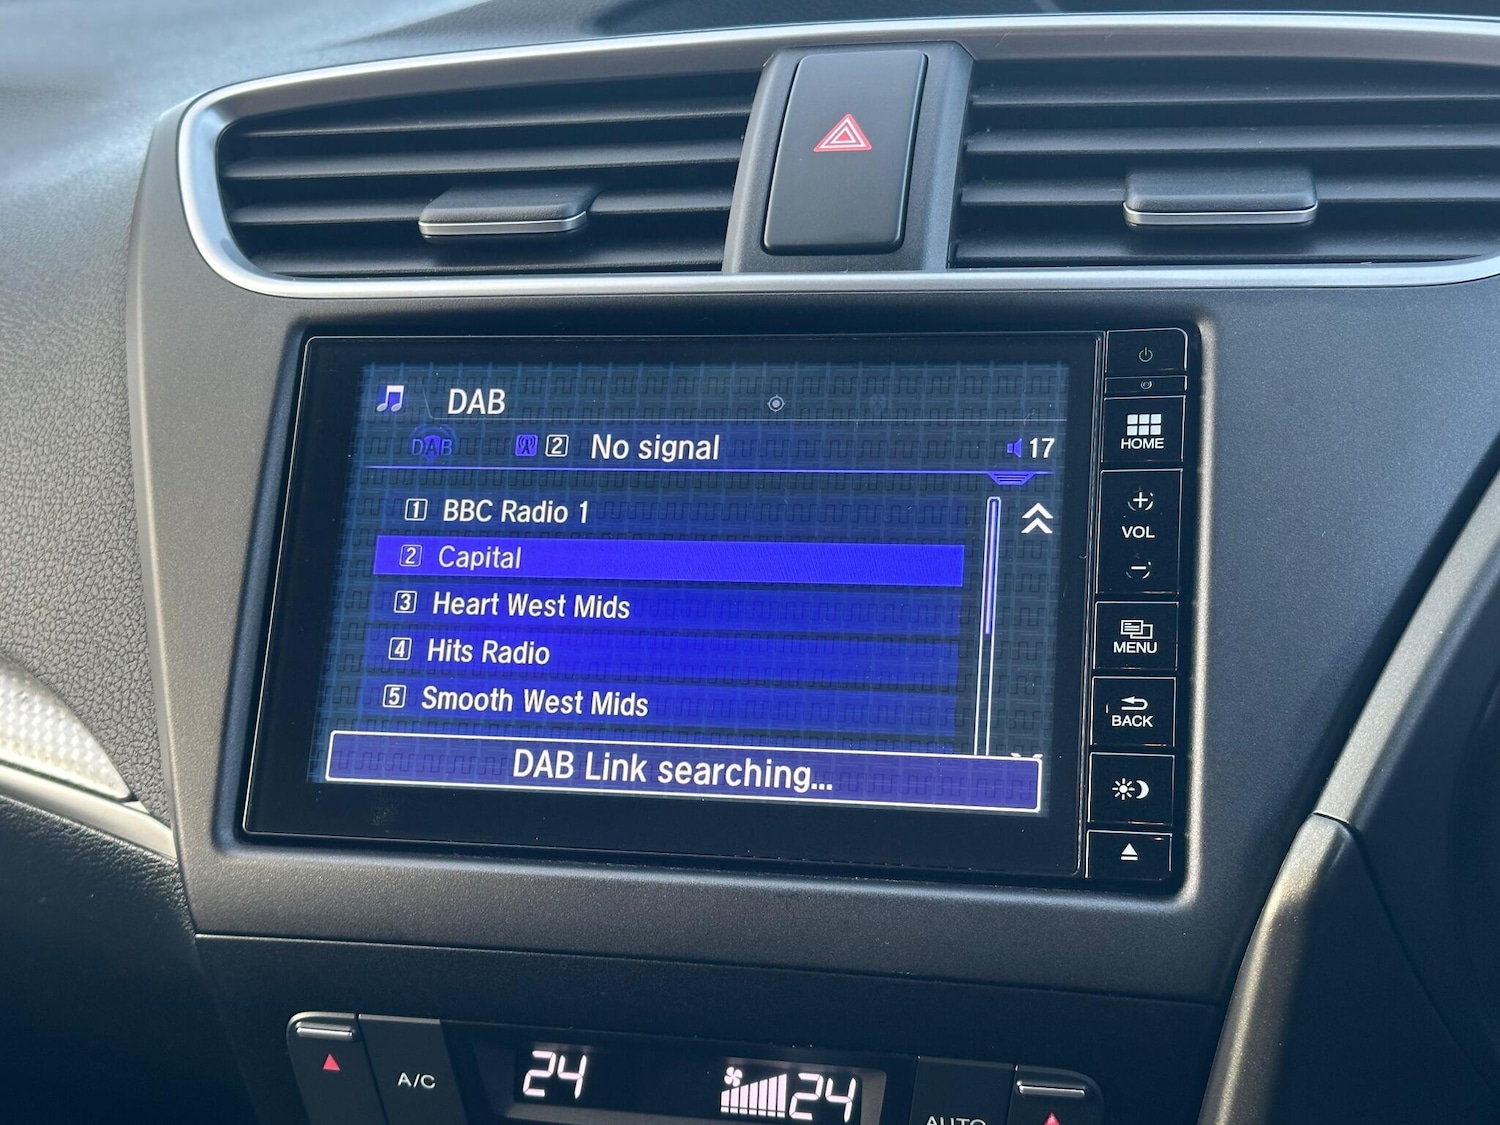 DAB
DAB 2 No signal 17
1 BBC Radio 1
2 Capital
3 Heart West Mids
4 Hits Radio
5 Smooth West Mids
DAB Link searching...
HOME
+
VOL
−
MENU
BACK
A/C
24
24
AUTO